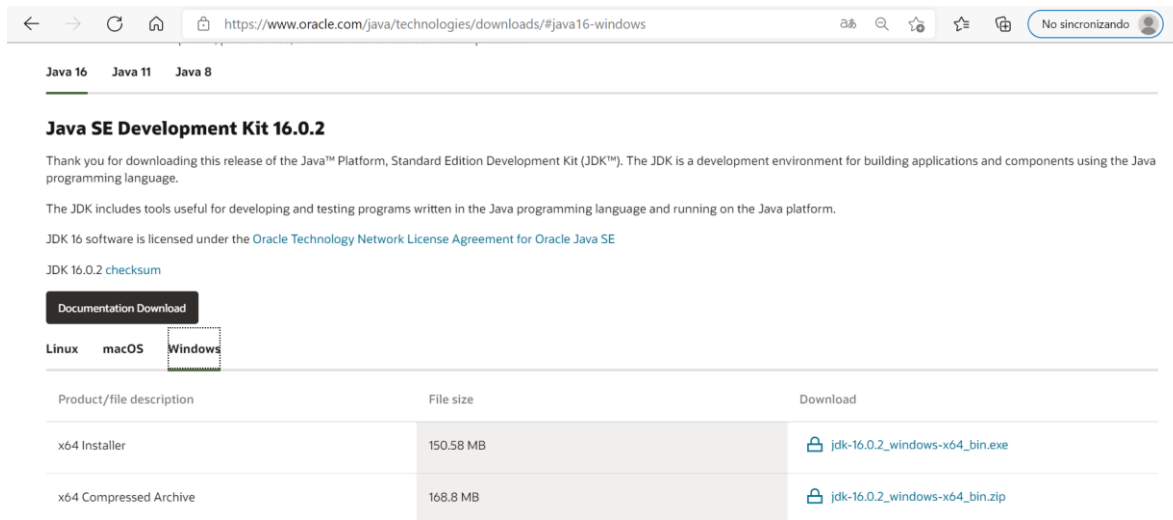 https://www.oracle.com/java/technologies/downloads/#java16-windows
No sincronizando
Java 16 Java 11 Java 8
Java SE Development Kit 16.0.2
Thank you for downloading this release of the Java™ Platform, Standard Edition Development Kit (JDK™). The JDK is a development environment for building applications and components using the Java
programming language.
The JDK includes tools useful for developing and testing programs written in the Java programming language and running on the Java platform.
JDK 16 software is licensed under the Oracle Technology Network License Agreement for Oracle Java SE
JDK 16.0.2 checksum
Documentation Download
Linux macOS Windows
Product/file description File size Download
x64 Installer 150.58 MB jdk-16.0.2_windows-x64_bin.exe
x64 Compressed Archive 168.8 MB jdk-16.0.2_windows-x64_bin.zip